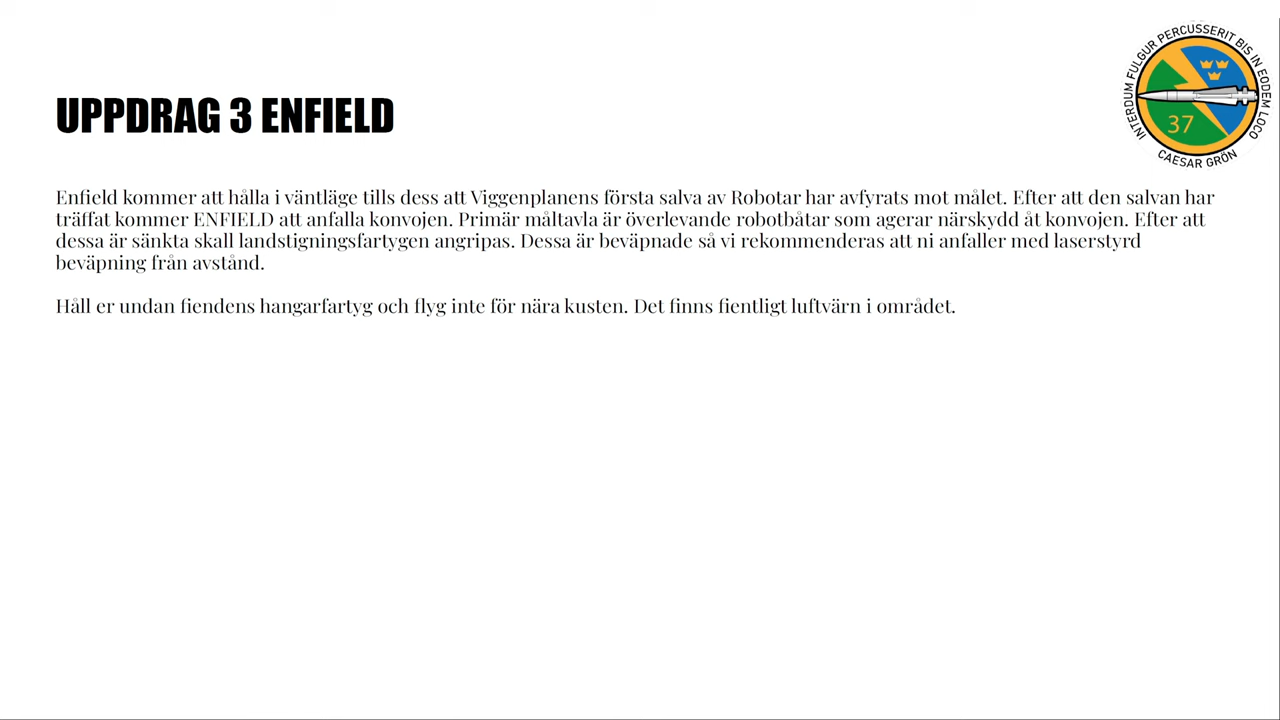 UPPDRAG 3 ENFIELD
INTERDUM FULGUR PERCUSSERIT BIS IN EODEM LOCO
37
CAESAR GRÖN
Enfield kommer att hålla i väntläge tills dess att Viggenplanens första salva av Robotar har avfyrats mot målet. Efter att den salvan har
träffat kommer ENFIELD att anfalla konvojen. Primär måltavla är överlevande robotbåtar som agerar närskydd åt konvojen. Efter att
dessa är sänkta skall landstigningsfartygen angripas. Dessa är beväpnade så vi rekommenderas att ni anfaller med laserstyrd
beväpning från avstånd.
Håll er undan fiendens hangarfartyg och flyg inte för nära kusten. Det finns fientligt luftvärn i området.